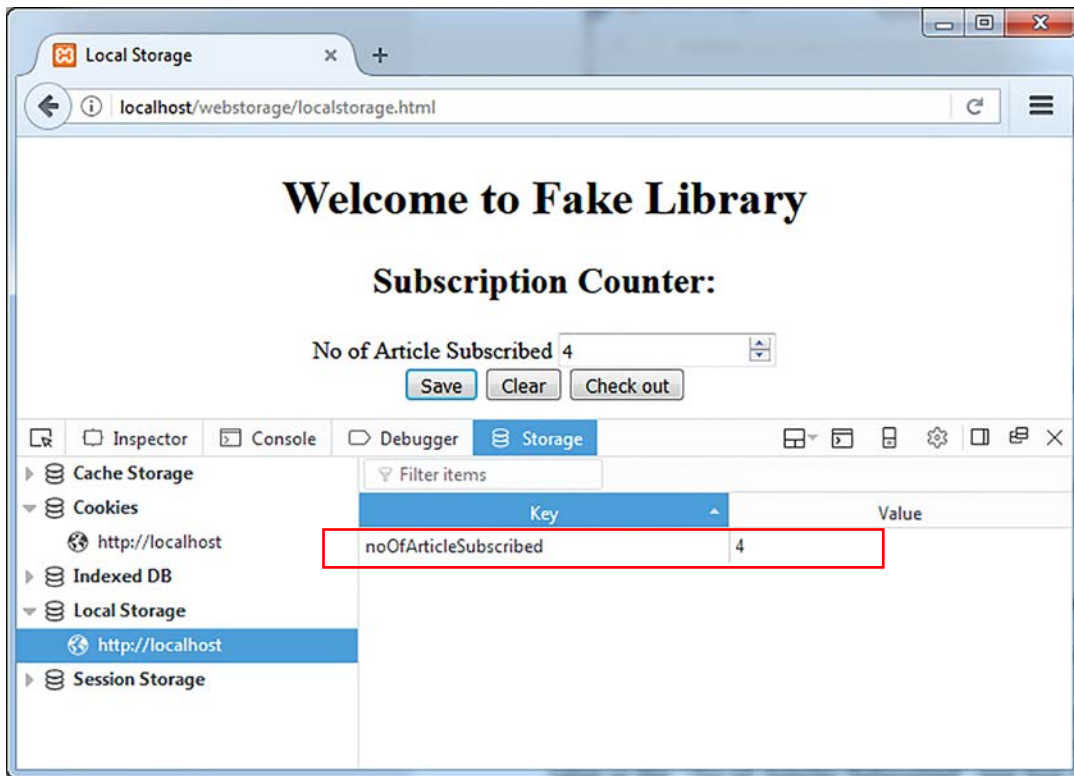 Local Storage
localhost/webstorage/localstorage.html
Welcome to Fake Library
Subscription Counter:
No of Article Subscribed 4
Save Clear Check out
Inspector Console Debugger Storage
Cache Storage
Filter items
Cookies
Key Value
http://localhost
noOfArticleSubscribed 4
Indexed DB
Local Storage
http://localhost
Session Storage